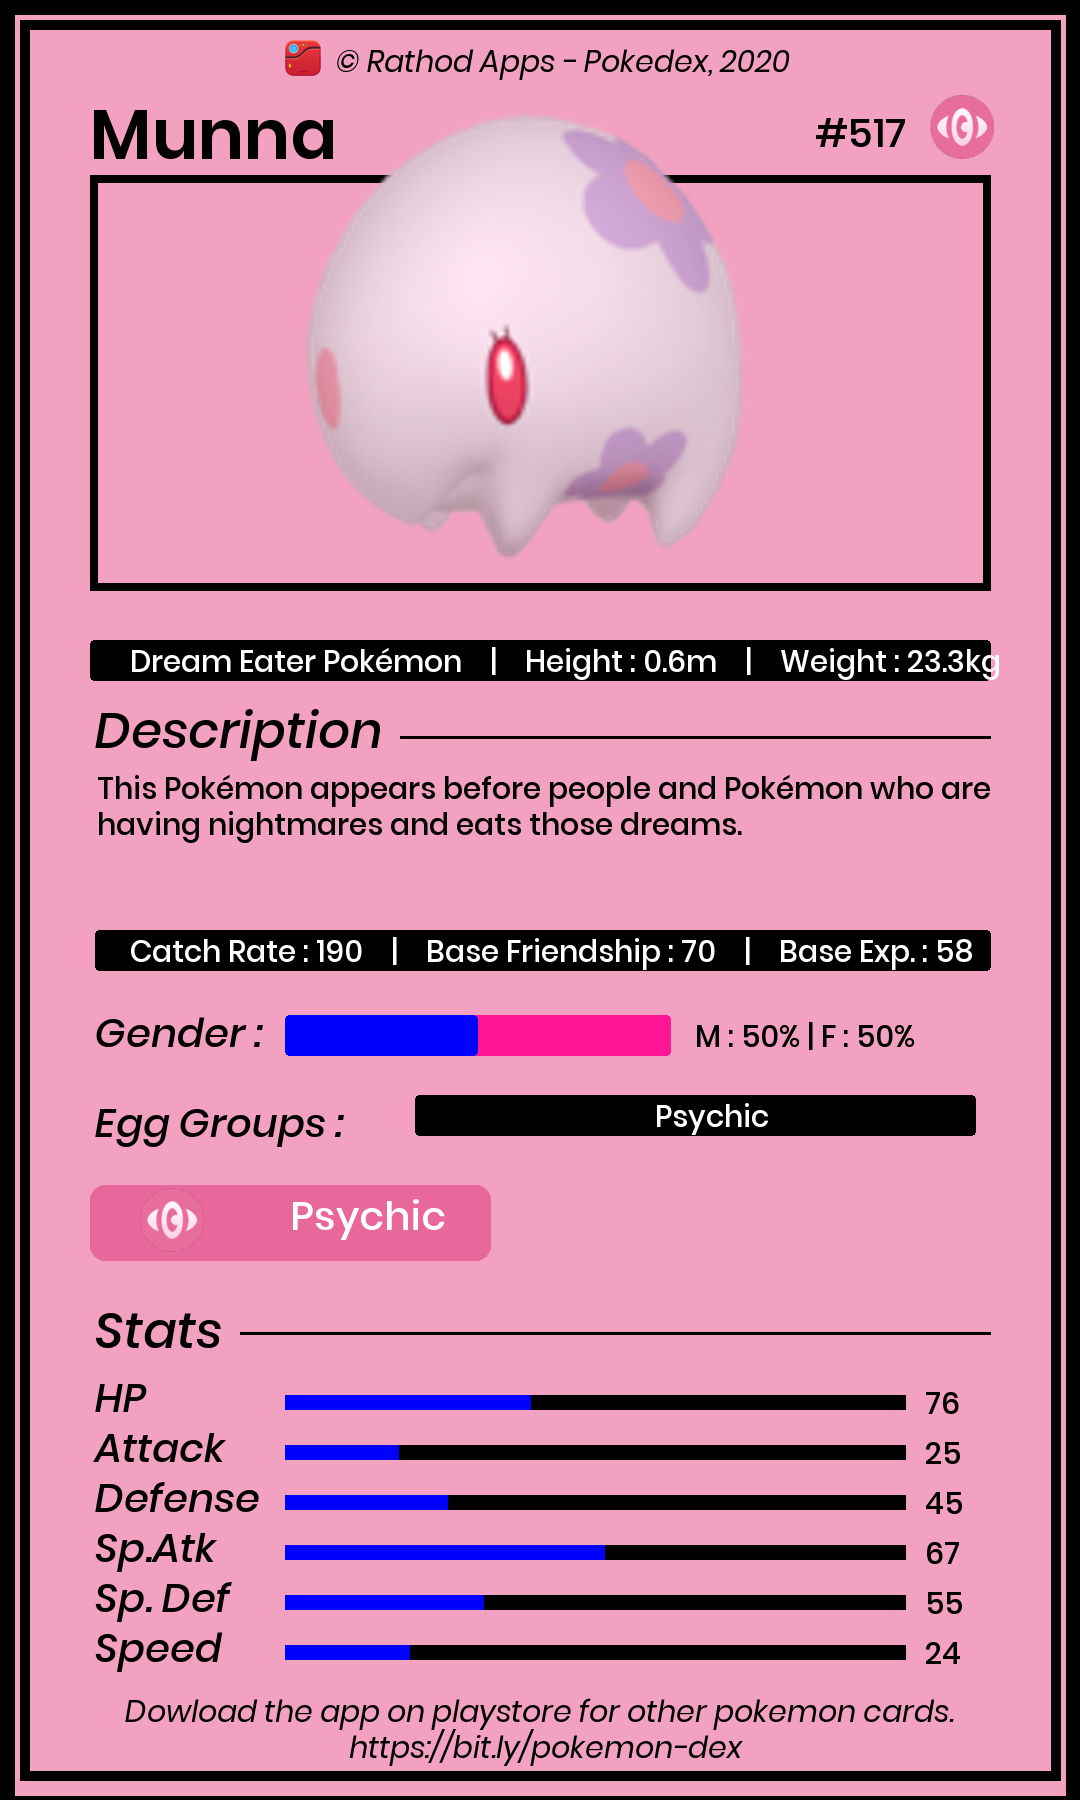 © Rathod Apps - Pokedex, 2020
Munna
#517
Dream Eater Pokémon | Height : 0.6m | Weight : 23.3kg
Description
This Pokémon appears before people and Pokémon who are
having nightmares and eats those dreams.
Catch Rate : 190 | Base Friendship : 70 | Base Exp. : 58
Gender : M : 50% | F : 50%
Egg Groups : Psychic
Psychic
Stats
HP 76
Attack 25
Defense 45
Sp.Atk 67
Sp. Def 55
Speed 24
Dowload the app on playstore for other pokemon cards.
https://bit.ly/pokemon-dex